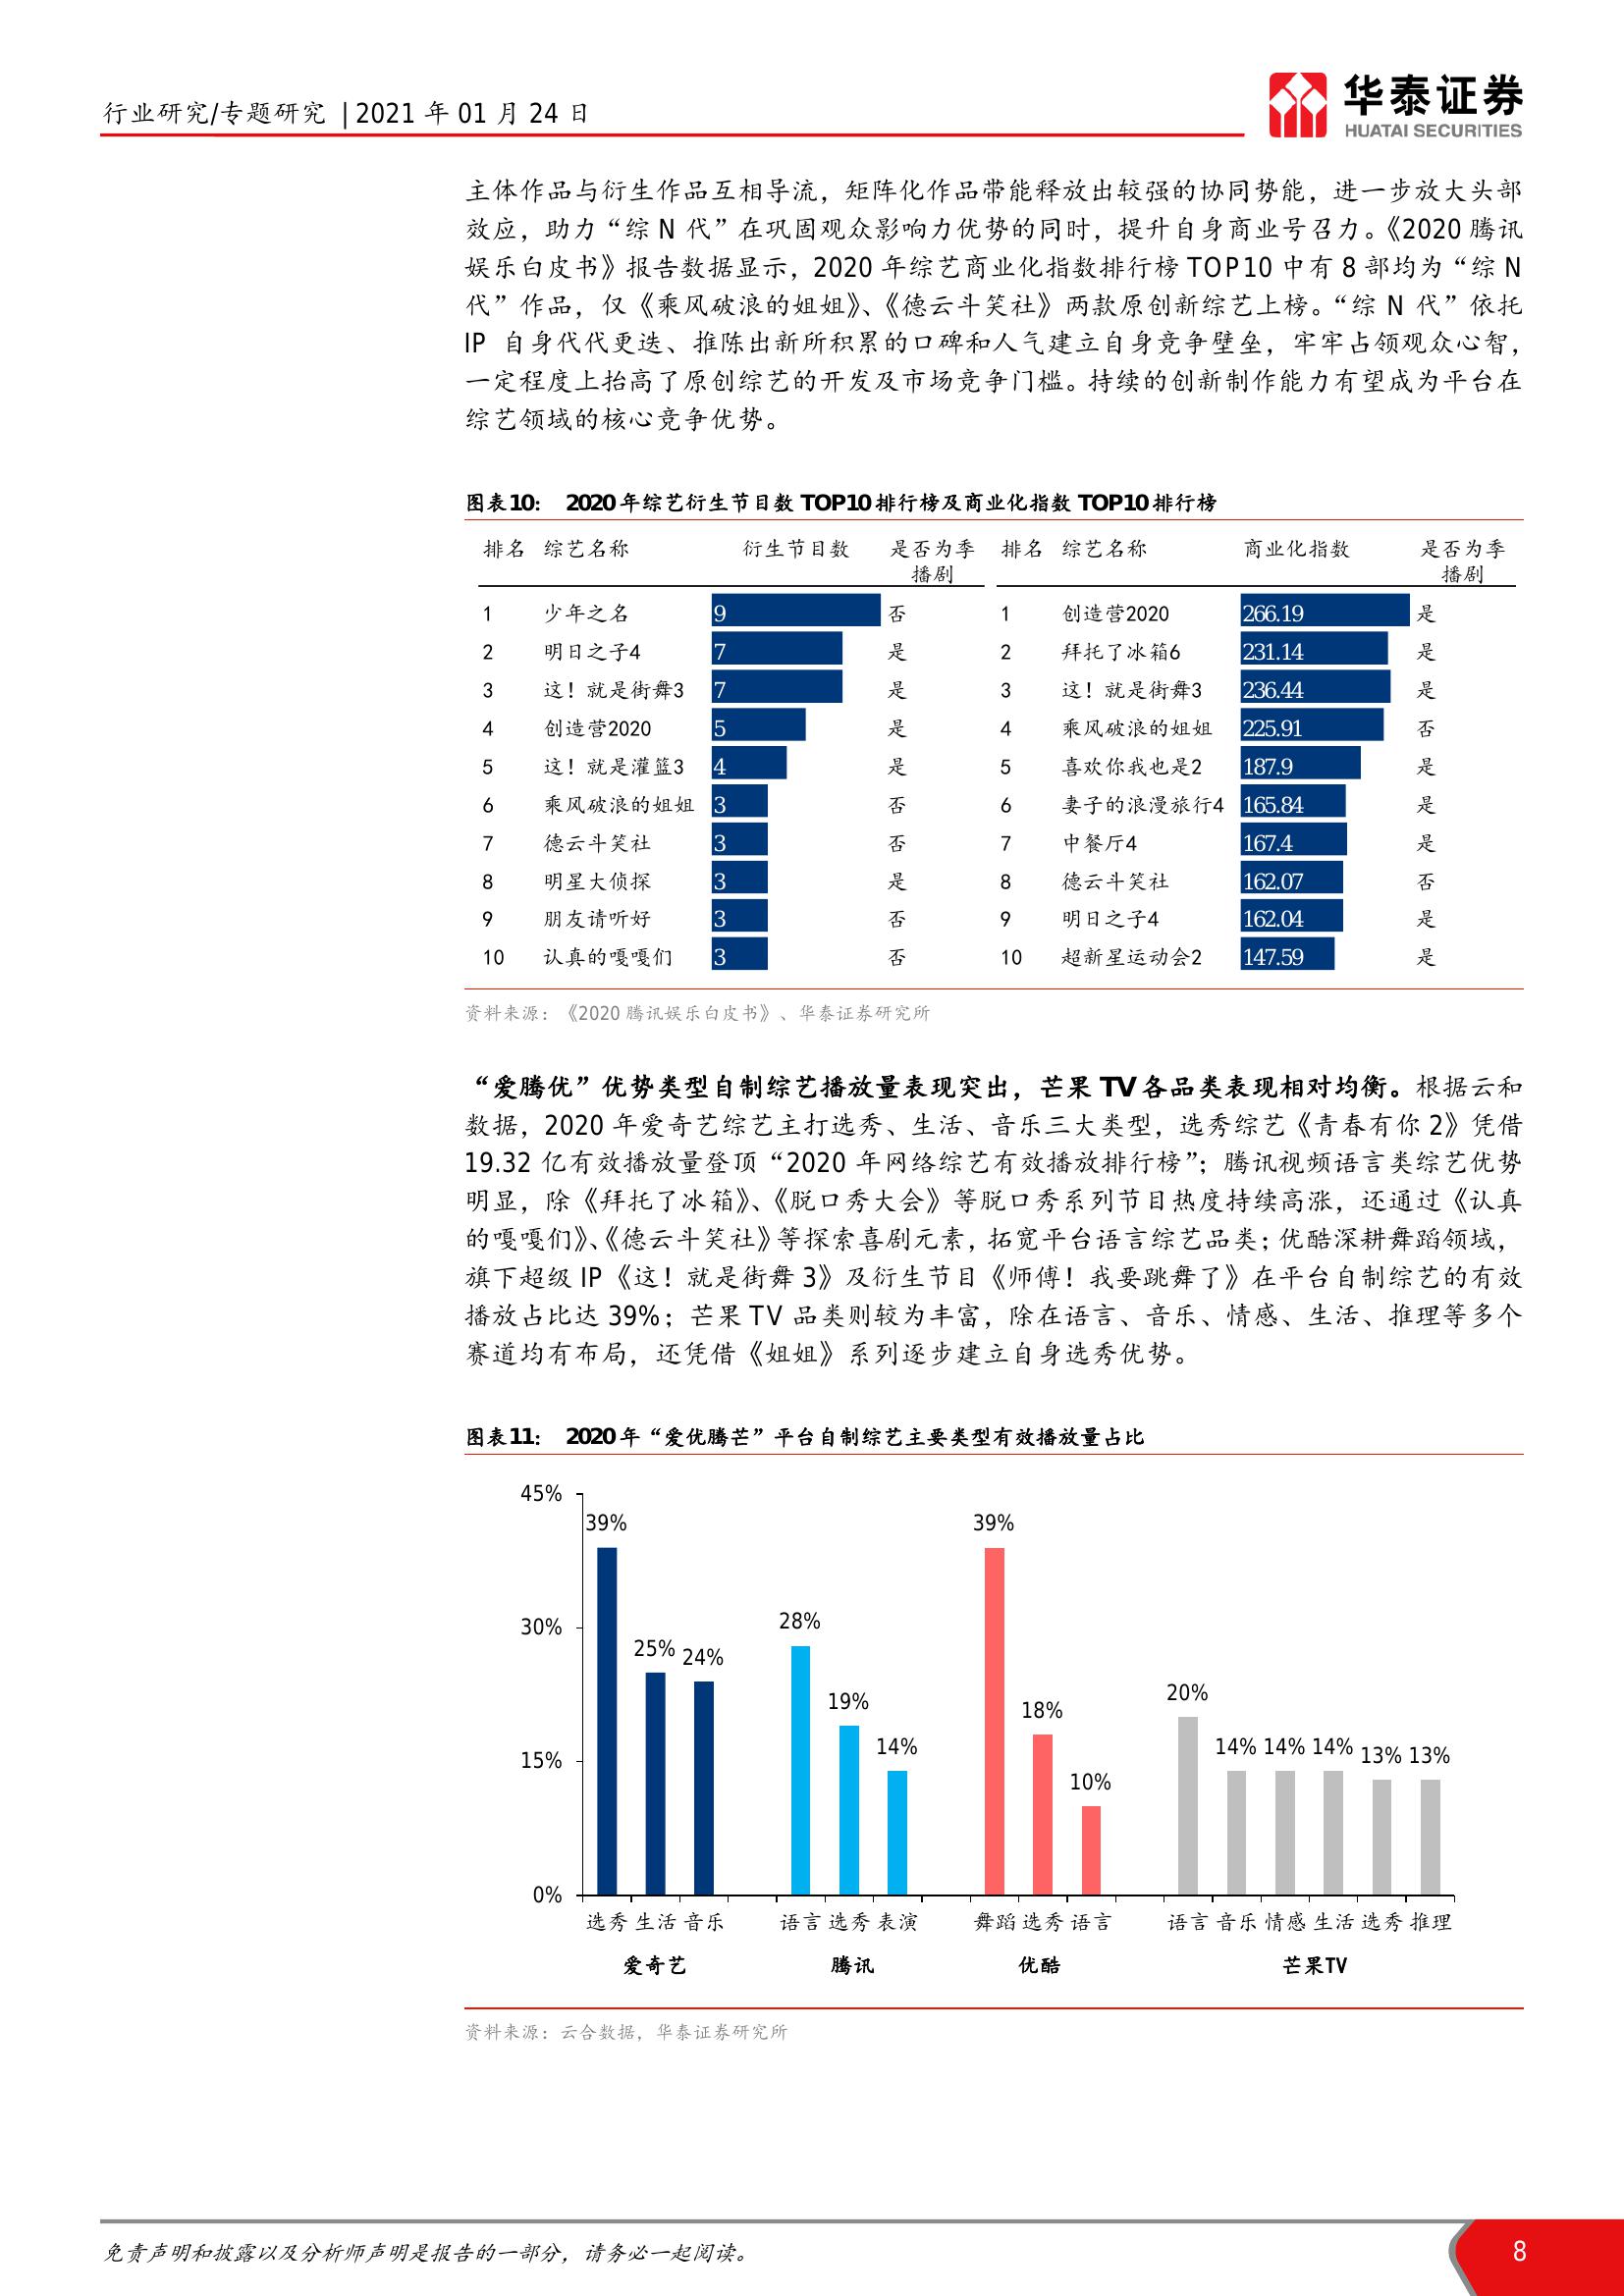 行业研究/专题研究 | 2021 年 01 月 24 日
华泰证券
HUATAI SECURITIES
主体作品与衍生作品互相导流，矩阵化作品带能释放出较强的协同势能，进一步放大头部
效应，助力“综 N 代”在巩固观众影响力优势的同时，提升自身商业号召力。《2020 腾讯
娱乐白皮书》报告数据显示，2020 年综艺商业化指数排行榜 TOP10 中有 8 部均为“综 N
代”作品，仅《乘风破浪的姐姐》、《德云斗笑社》两款原创新综艺上榜。“综 N 代”依托
IP 自身代代更迭、推陈出新所积累的口碑和人气建立自身竞争壁垒，牢牢占领观众心智，
一定程度上抬高了原创综艺的开发及市场竞争门槛。持续的创新制作能力有望成为平台在
综艺领域的核心竞争优势。
图表10： 2020 年综艺衍生节目数 TOP10 排行榜及商业化指数 TOP10 排行榜
排名 综艺名称 衍生节目数 是否为季播剧 排名 综艺名称 商业化指数 是否为季播剧
1 少年之名 9 否 1 创造营2020 266.19 是
2 明日之子4 7 是 2 拜托了冰箱6 231.14 是
3 这！就是街舞3 7 是 3 这！就是街舞3 236.44 是
4 创造营2020 5 是 4 乘风破浪的姐姐 225.91 否
5 这！就是灌篮3 4 是 5 喜欢你我也是2 187.9 是
6 乘风破浪的姐姐 3 否 6 妻子的浪漫旅行4 165.84 是
7 德云斗笑社 3 否 7 中餐厅4 167.4 是
8 明星大侦探 3 是 8 德云斗笑社 162.07 否
9 朋友请听好 3 否 9 明日之子4 162.04 是
10 认真的嘎嘎们 3 否 10 超新星运动会2 147.59 是
资料来源：《2020 腾讯娱乐白皮书》、华泰证券研究所
“爱腾优”优势类型自制综艺播放量表现突出，芒果 TV 各品类表现相对均衡。根据云和
数据，2020 年爱奇艺综艺主打选秀、生活、音乐三大类型，选秀综艺《青春有你 2》凭借
19.32 亿有效播放量登顶“2020 年网络综艺有效播放排行榜”；腾讯视频语言类综艺优势
明显，除《拜托了冰箱》、《脱口秀大会》等脱口秀系列节目热度持续高涨，还通过《认真
的嘎嘎们》、《德云斗笑社》等探索喜剧元素，拓宽平台语言综艺品类；优酷深耕舞蹈领域，
旗下超级 IP《这！就是街舞 3》及衍生节目《师傅！我要跳舞了》在平台自制综艺的有效
播放占比达 39%；芒果 TV 品类则较为丰富，除在语言、音乐、情感、生活、推理等多个
赛道均有布局，还凭借《姐姐》系列逐步建立自身选秀优势。
图表11： 2020 年“爱优腾芒”平台自制综艺主要类型有效播放量占比
45%
30%
15%
0%
39% 25% 24% 28% 19% 14% 39% 18% 10% 20% 14% 14% 14% 13% 13%
选秀 生活 音乐 语言 选秀 表演 舞蹈 选秀 语言 语言 音乐 情感 生活 选秀 推理
爱奇艺 腾讯 优酷 芒果TV
资料来源：云合数据，华泰证券研究所
免责声明和披露以及分析师声明是报告的一部分，请务必一起阅读。
8